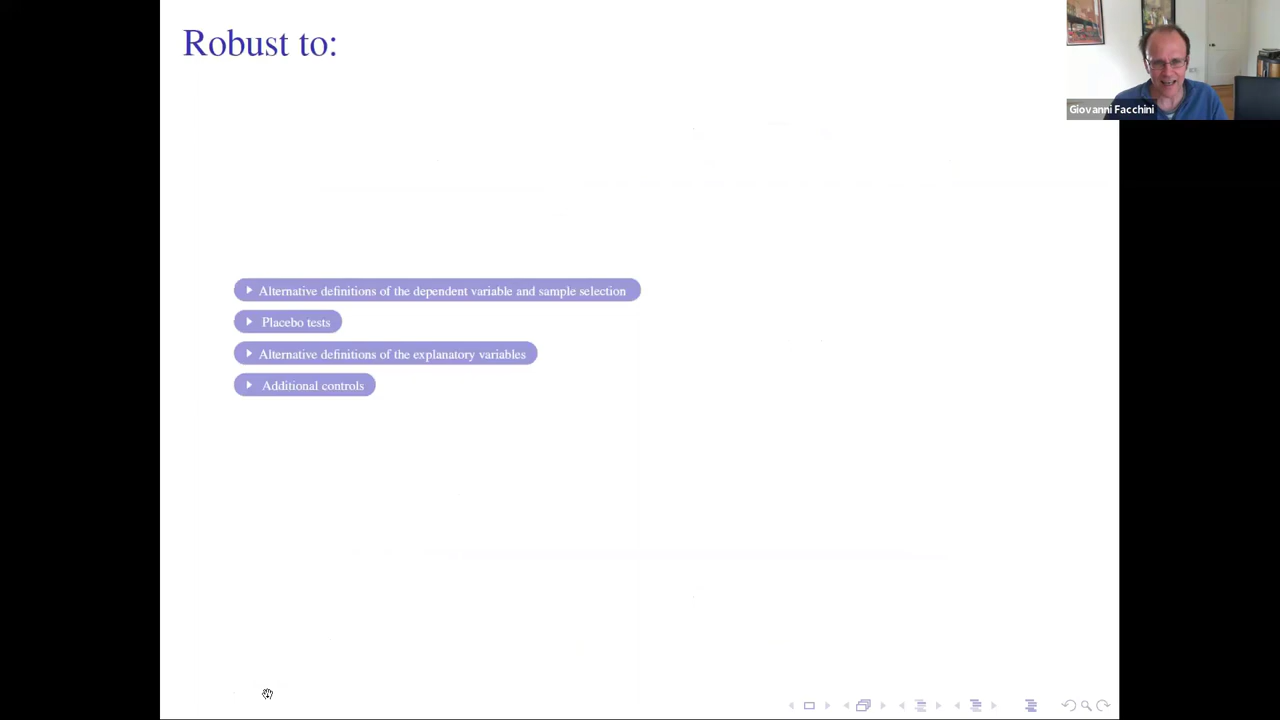 Robust to:
Giovanni Facchini
Alternative definitions of the dependent variable and sample selection
Placebo tests
Alternative definitions of the explanatory variables
Additional controls